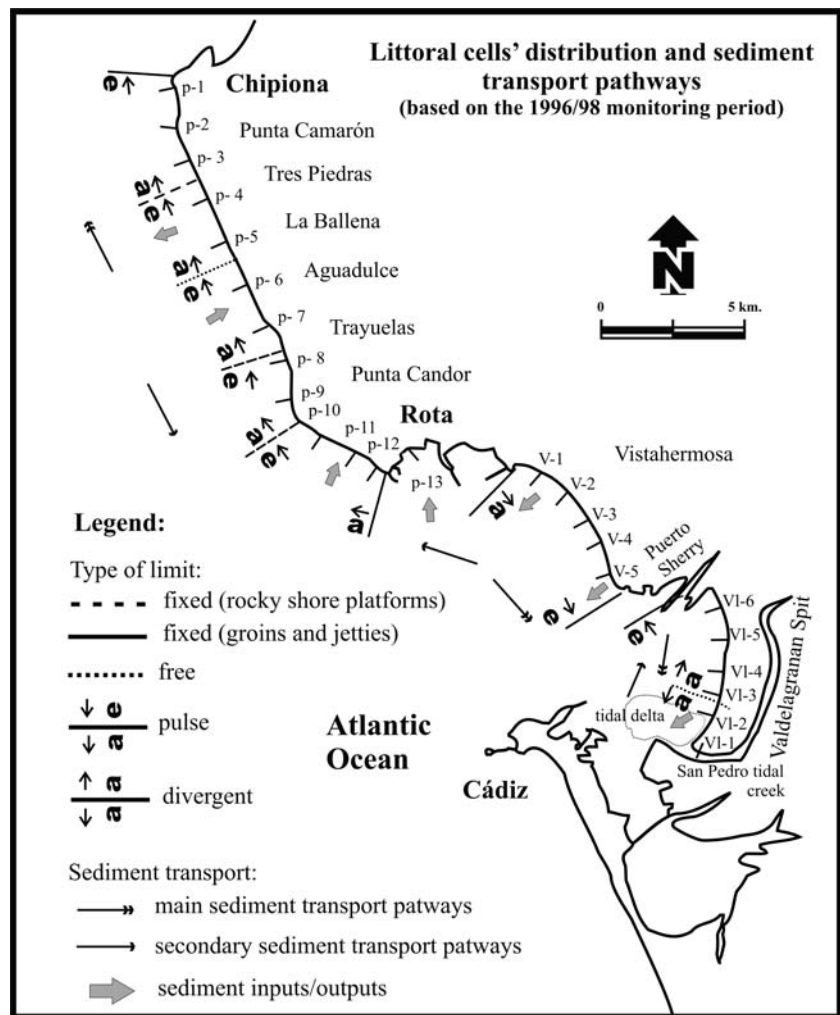 Littoral cells' distribution and sediment
transport pathways
(based on the 1996/98 monitoring period)
Chipiona
p-1
e
p-2
Punta Camarón
p- 3
Tres Piedras
a e
p- 4
La Ballena
p-5
Aguadulce
a e
p- 6
p-7
Trayuelas
a e
p- 8
Punta Candor
p-9
p-10
Rota
a e
p-11
p-12
p-13
a
N
0 5 km.
Vistahermosa
V-1
V-2
V-3
V-4
V-5
a
e
Puerto
Sherry
e
Vl-6
Vl-5
Vl-4
Vl-3
Vl-2
Vl-1
a a
Valdelagranan Spit
tidal delta
San Pedro tidal
creek
Atlantic
Ocean
Cádiz
Legend:
Type of limit:
fixed (rocky shore platforms)
fixed (groins and jetties)
free
e
a
pulse
a
a
divergent
Sediment transport:
main sediment transport patways
secondary sediment transport patways
sediment inputs/outputs